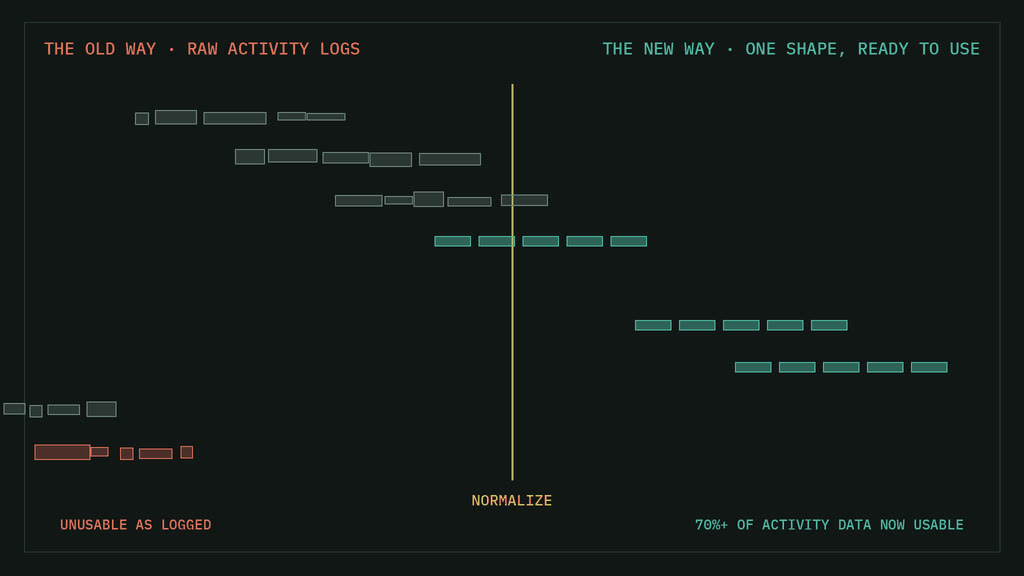 THE OLD WAY · RAW ACTIVITY LOGS
THE NEW WAY · ONE SHAPE, READY TO USE
NORMALIZE
UNUSABLE AS LOGGED
70%+ OF ACTIVITY DATA NOW USABLE